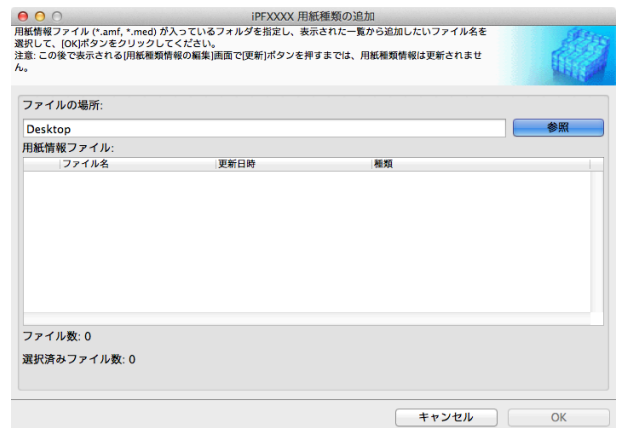 iPFXXXX 用紙種類の追加
用紙情報ファイル (*.amf, *.med) が入っているフォルダを指定し、表示された一覧から追加したいファイル名を
選択して、[OK]ボタンをクリックしてください。
注意: この後で表示される[用紙種類情報の編集]画面で[更新]ボタンを押すまでは、用紙種類情報は更新されませ
ん。
ファイルの場所:
Desktop
参照
用紙情報ファイル:
ファイル名 更新日時 種類
ファイル数: 0
選択済みファイル数: 0
キャンセル OK